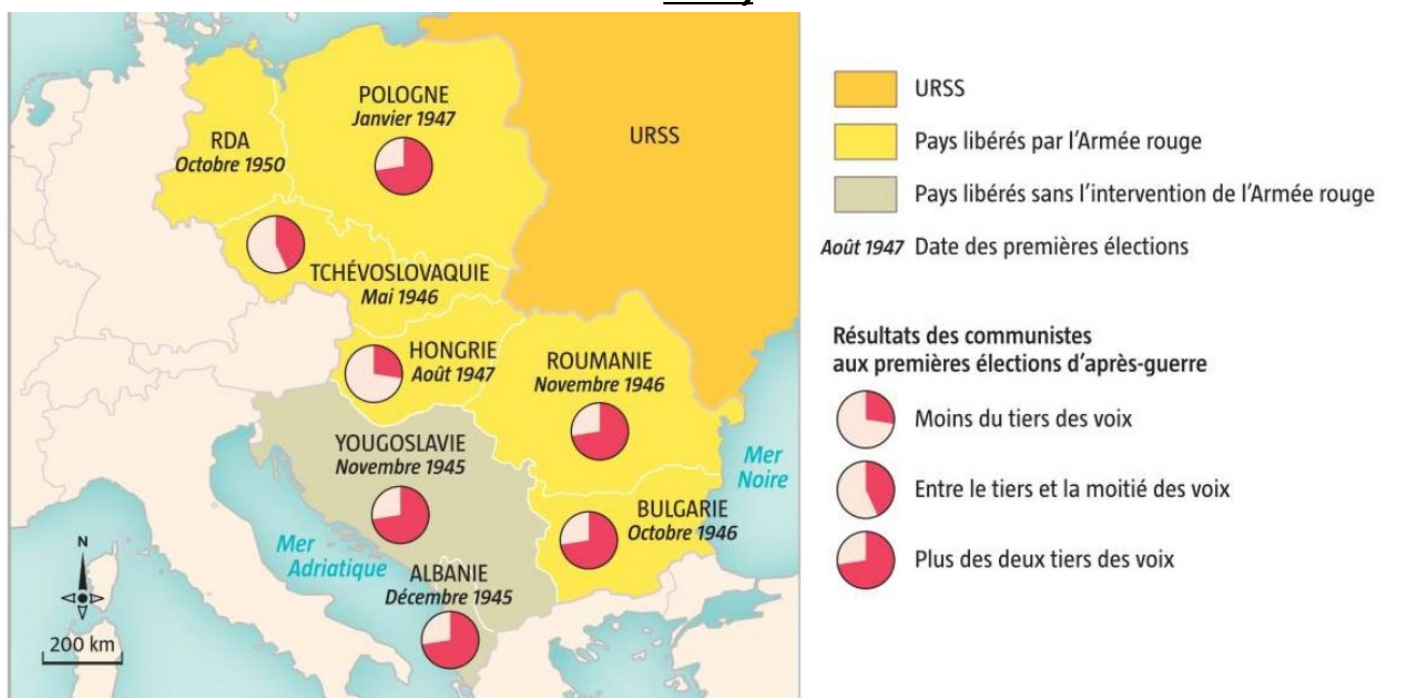 POLOGNE
Janvier 1947
RDA
Octobre 1950
URSS
TCHÉVOSLOVAQUIE
Mai 1946
HONGRIE
Août 1947
ROUMANIE
Novembre 1946
YOUGOSLAVIE
Novembre 1945
Mer
Noire
BULGARIE
Octobre 1946
Mer
Adriatique
ALBANIE
Décembre 1945
N
200 km
URSS
Pays libérés par l'Armée rouge
Pays libérés sans l'intervention de l'Armée rouge
Août 1947 Date des premières élections
Résultats des communistes
aux premières élections d'après-guerre
Moins du tiers des voix
Entre le tiers et la moitié des voix
Plus des deux tiers des voix